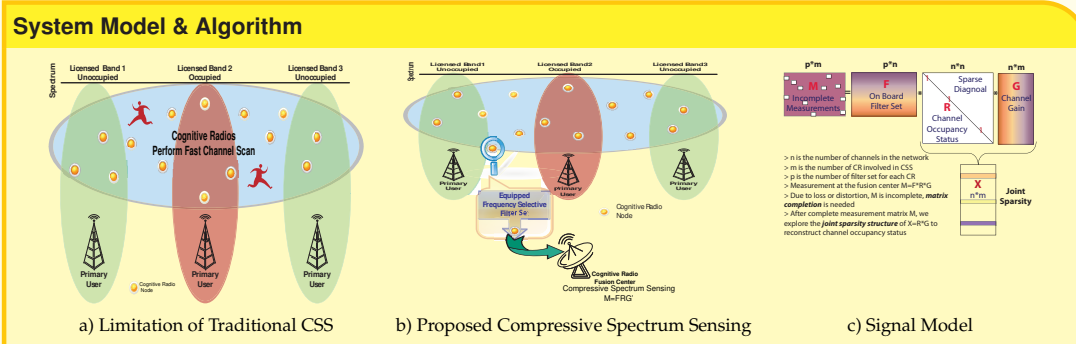 System Model & Algorithm
Spectrum
Licensed Band 1
Unoccupied
Licensed Band 2
Occupied
Licensed Band 3
Unoccupied
Cognitive Radios
Perform Fast Channel Scan
Primary
User
Primary
User
Primary
User
Cognitive Radio
Node
a) Limitation of Traditional CSS
Spectrum
Licensed Band1
Unoccupied
Licensed Band2
Occupied
Licensed Band3
Unoccupied
Primary
User
Primary
User
Primary
User
Equipped
Frequency Selective
Filter Set
Cognitive Radio
Node
Cognitive Radio
Fusion Center
Compressive Spectrum Sensing
M=FRG'
b) Proposed Compressive Spectrum Sensing
p*m
p*n
n*n
n*m
M
Incomplete
Measurements
=
F
On Board
Filter Set
*
1
Sparse
Diagnoal
1
R
Channel
Occupancy
Status
1
*
G
Channel
Gain
> n is the number of channels in the network
> m is the number of CR involved in CSS
> p is the number of filter set for each CR
> Measurement at the fusion center M=F*R*G
> Due to loss or distortion, M is incomplete, matrix
completion is needed
> After complete measurement matrix M, we
explore the joint sparsity structure of X=R*G to
reconstruct channel occupancy status
X
n*m
Joint
Sparsity
c) Signal Model